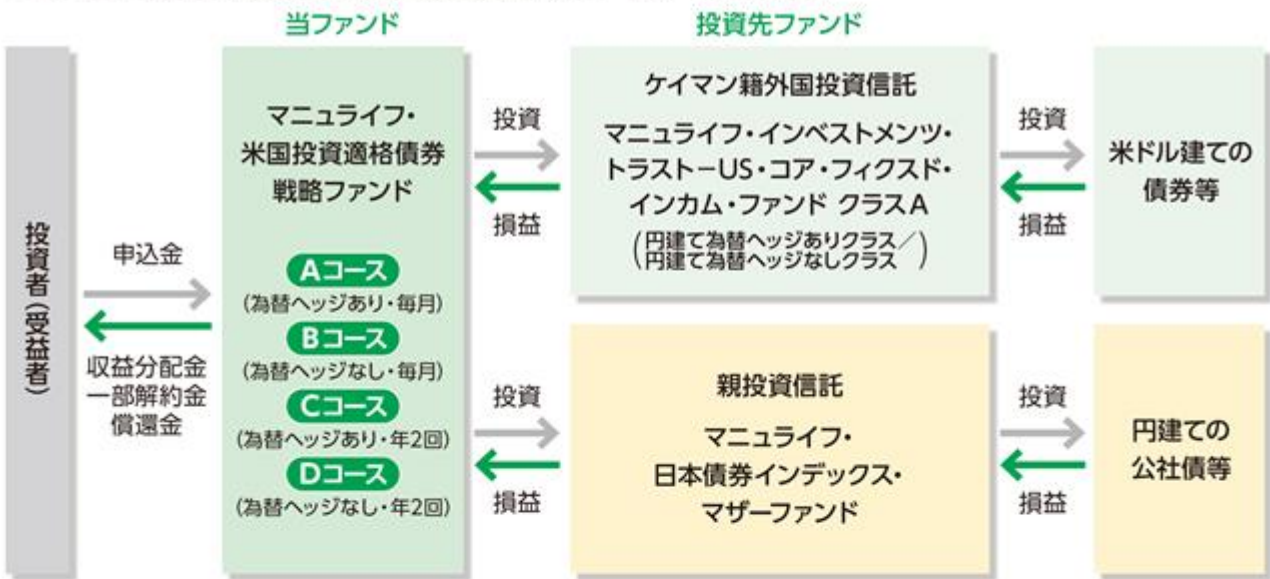 当ファンド
投資先ファンド
投資者(受益者)
申込金
収益分配金
一部解約金
償還金
マニュライフ・
米国投資適格債券
戦略ファンド
Aコース
(為替ヘッジあり・毎月)
Bコース
(為替ヘッジなし・毎月)
Cコース
(為替ヘッジあり・年2回)
Dコース
(為替ヘッジなし・年2回)
投資
損益
ケイマン籍外国投資信託
マニュライフ・インベストメンツ・
トラスト－US・コア・フィクスド・
インカム・ファンド クラスA
(円建て為替ヘッジありクラス／
円建て為替ヘッジなしクラス)
投資
損益
米ドル建ての
債券等
投資
損益
親投資信託
マニュライフ・
日本債券インデックス・
マザーファンド
投資
損益
円建ての
公社債等